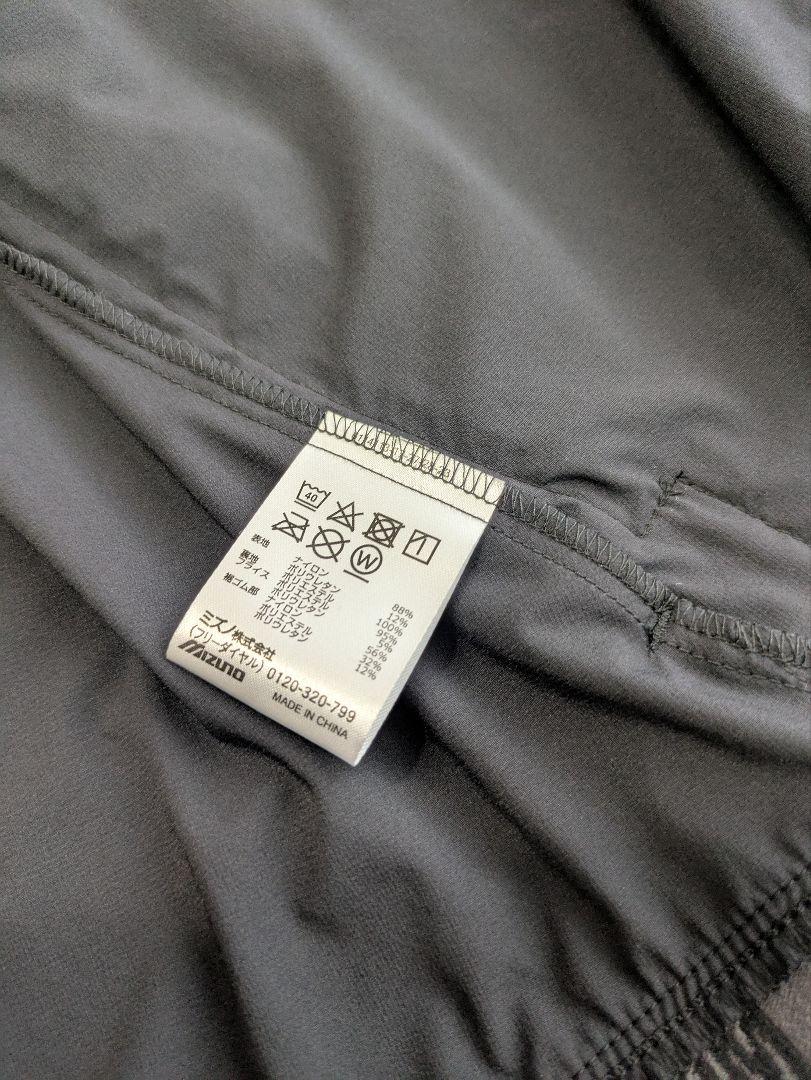 40
W
表地 ナイロン 88%
ポリウレタン 12%
裏地 ポリエステル 100%
フライス ポリエステル 95%
ポリウレタン 5%
裾ゴム部 ナイロン 56%
ポリエステル 32%
ポリウレタン 12%
ミズノ株式会社
(フリーダイヤル) 0120-320-799
MIZUNO
MADE IN CHINA